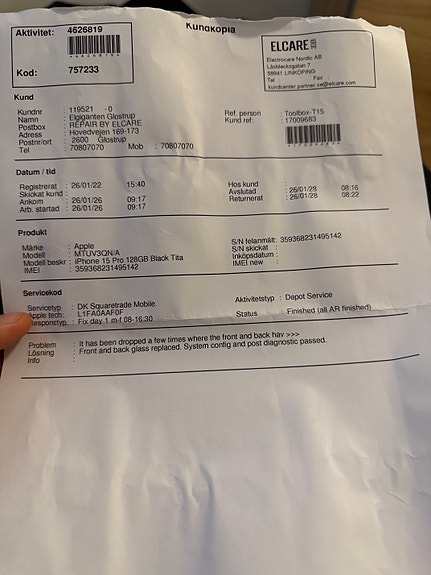 Kundkopia
Aktivitet: 4626819
Kod: 757233
ELCARE
Electrocare Nordic AB
Låsblecksgatan 7
58941 LINKÖPING
Tel Fax
kundcenter.partner.se@elcare.com
Kund
Kundnr : 119521 - 0
Namn : Elgiganten Glostrup
Postbox : REPAIR BY ELCARE
Adress : Hovedvejen 169-173
Postnr/ort : 2600 Glostrup
Tel : 70807070 Mob : 70807070
Ref. person : Toolbox-T15
Kund ref: : 17009683
Datum / tid
Registrerat : 26/01/22 15:40
Skickat kund :
Ankom : 26/01/26 09:17
Arb. startad : 26/01/26 09:17
Hos kund :
Avslutad : 26/01/28 08:16
Returnerat : 26/01/28 08:22
Produkt
Märke : Apple
Modell : MTUV3QN/A
Modell beskr : iPhone 15 Pro 128GB Black Tita
IMEI : 359368231495142
S/N felanmält: 359368231495142
S/N skickat :
Inköpsdatum :
IMEI new :
Servicekod
Servicetyp : DK Squaretrade Mobile.
Apple tech: : L1FA0AAF0F
Responstyp: : Fix day 1 m-f 08-16:30
Aktivitetstyp : Depot Service
Status : Finished (all AR finished)
Problem : It has been dropped a few times where the front and back hav >>>
Lösning : Front and back glass replaced. System config and post diagnostic passed.
Info :